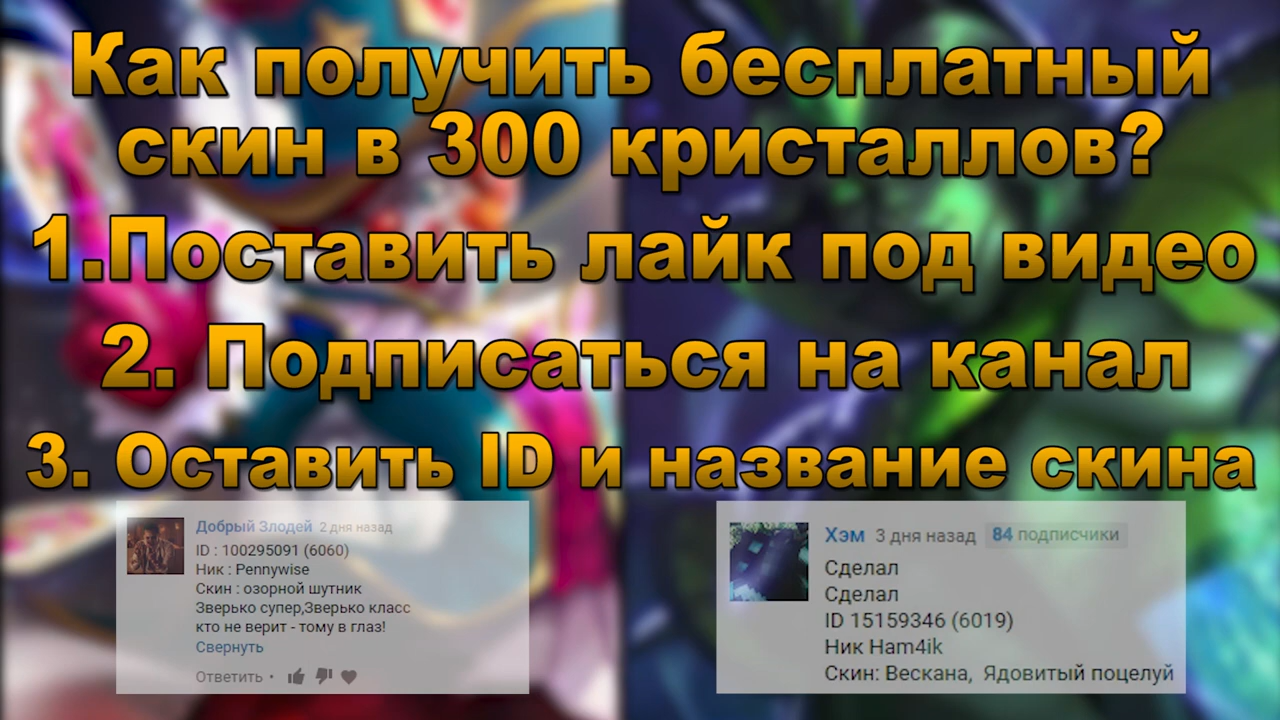 Как получить бесплатный
скин в 300 кристаллов?
1.Поставить лайк под видео
2. Подписаться на канал
3. Оставить ID и название скина
Добрый Злодей 2 дня назад
ID : 100295091 (6060)
Ник : Pennywise
Скин : озорной шутник
Зверько супер,Зверько класс
кто не верит - тому в глаз!
Свернуть
Ответить •
Хэм 3 дня назад 84 подписчики
Сделал
Сделал
ID 15159346 (6019)
Ник Ham4ik
Скин: Вескана, Ядовитый поцелуй